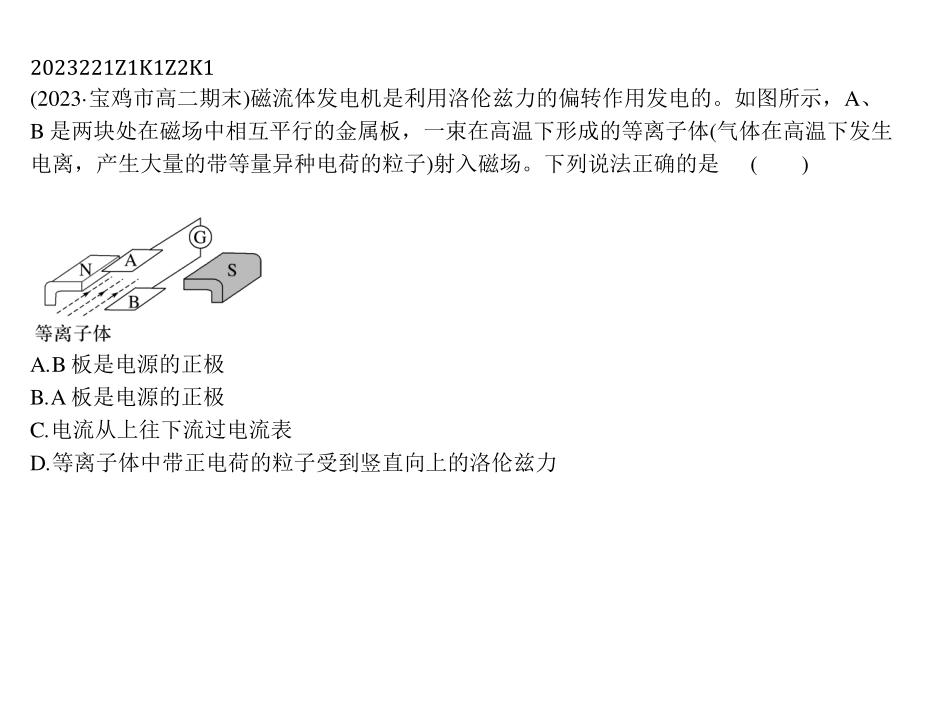 2023221Z1K1Z2K1
(2023·宝鸡市高二期末)磁流体发电机是利用洛伦兹力的偏转作用发电的。如图所示，A、
B 是两块处在磁场中相互平行的金属板，一束在高温下形成的等离子体(气体在高温下发生
电离，产生大量的带等量异种电荷的粒子)射入磁场。下列说法正确的是 (  )
G
N
A
S
B
等离子体
A.B 板是电源的正极
B.A 板是电源的正极
C.电流从上往下流过电流表
D.等离子体中带正电荷的粒子受到竖直向上的洛伦兹力